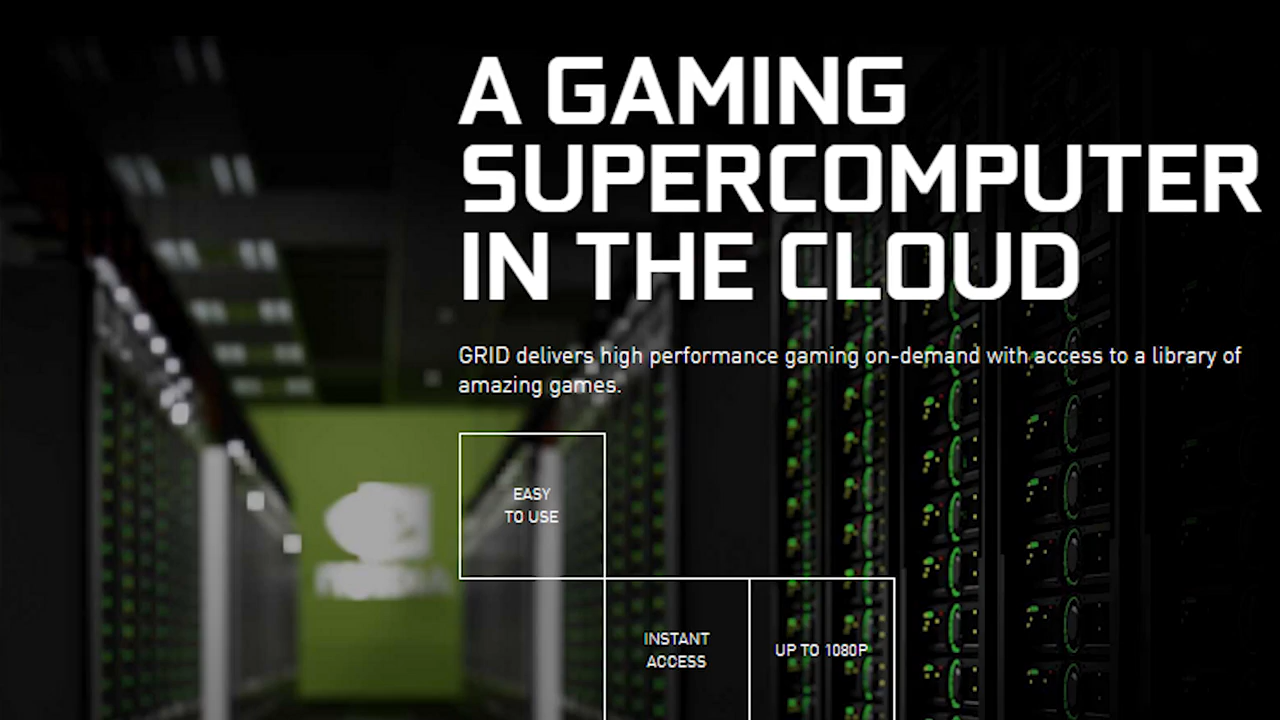 A GAMING
SUPERCOMPUTER
IN THE CLOUD
GRID delivers high performance gaming on-demand with access to a library of
amazing games.
EASY
TO USE
INSTANT
ACCESS
UP TO 1080P